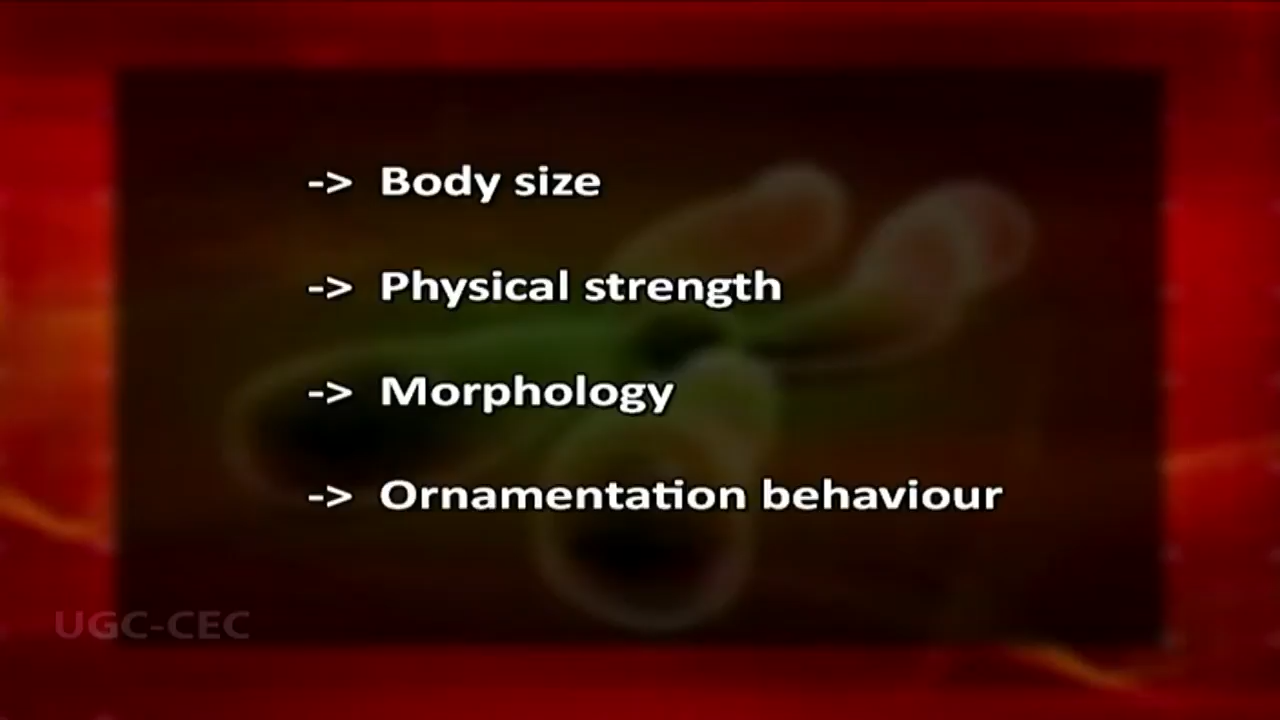 -> Body size
-> Physical strength
-> Morphology
-> Ornamentation behaviour
UGC-CEC